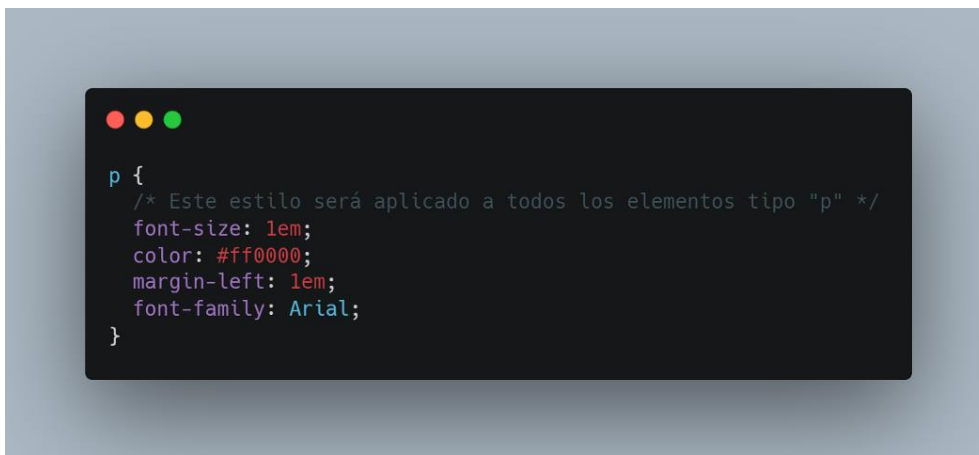 p {
/* Este estilo será aplicado a todos los elementos tipo "p" */
font-size: 1em;
color: #ff0000;
margin-left: 1em;
font-family: Arial;
}